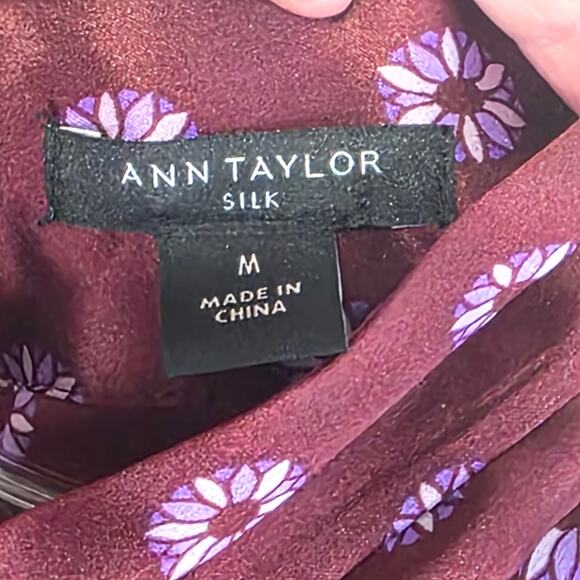 ANN TAYLOR
SILK
M
MADE IN
CHINA